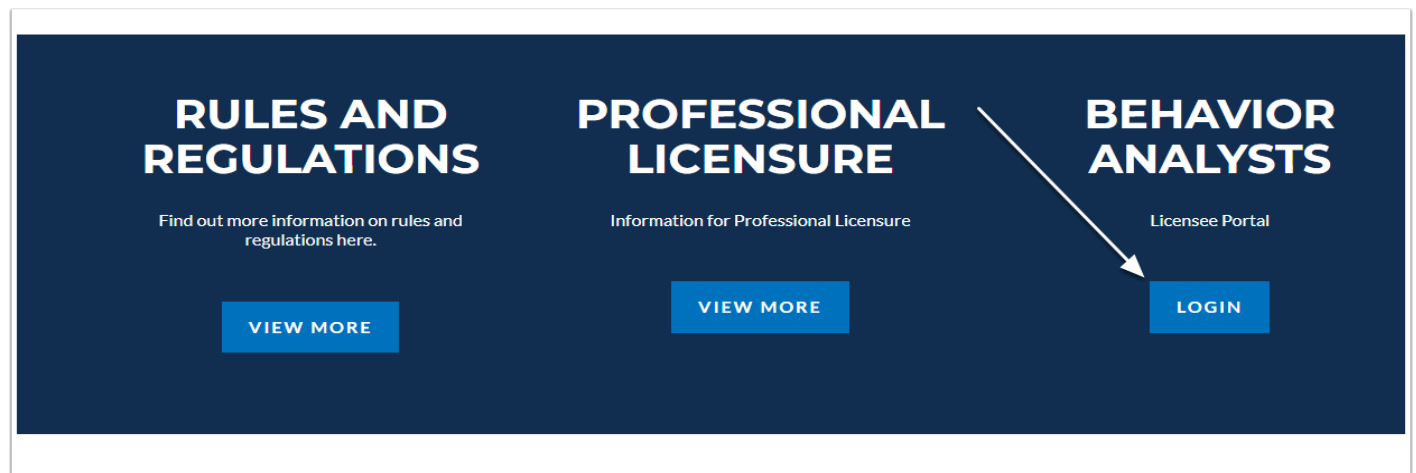 RULES AND
REGULATIONS
Find out more information on rules and
regulations here.
VIEW MORE
PROFESSIONAL
LICENSURE
Information for Professional Licensure
VIEW MORE
BEHAVIOR
ANALYSTS
Licensee Portal
LOGIN